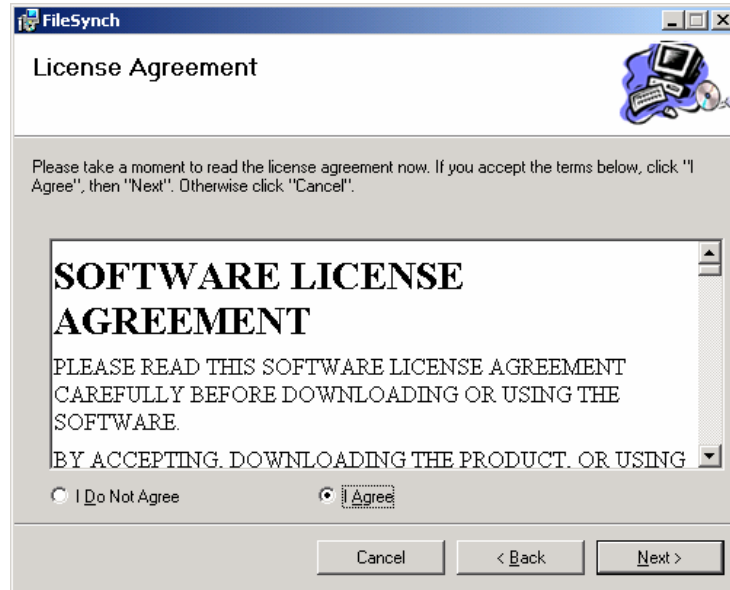 FileSynch
License Agreement
Please take a moment to read the license agreement now. If you accept the terms below, click "I
Agree", then "Next". Otherwise click "Cancel".
SOFTWARE LICENSE
AGREEMENT
PLEASE READ THIS SOFTWARE LICENSE AGREEMENT
CAREFULLY BEFORE DOWNLOADING OR USING THE
SOFTWARE.
BY ACCEPTING, DOWNLOADING THE PRODUCT, OR USING
I Do Not Agree
I Agree
Cancel
< Back
Next >